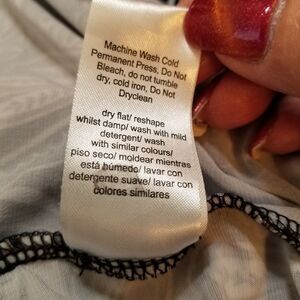 Machine Wash Cold
Permanent Press, Do Not
Bleach, do not tumble
dry, cold iron, Do Not
Dryclean
dry flat/ reshape
whilst damp/ wash with mild
detergent/ wash
with similar colours/
piso seco/ moldear mientras
está húmedo/ lavar con
detergente suave/ lavar con
colores similares